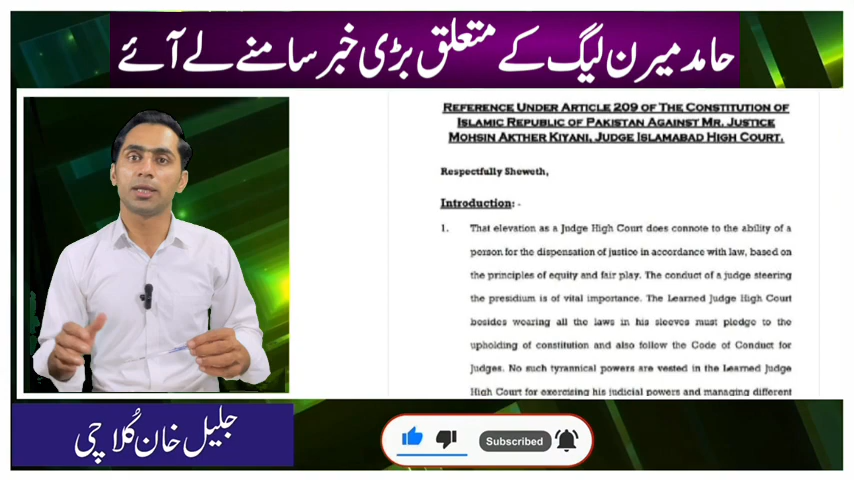 حامد میر ن لیگ کے متعلق بڑی خبر سامنے لے آئے
REFERENCE UNDER ARTICLE 209 OF THE CONSTITUTION OF
ISLAMIC REPUBLIC OF PAKISTAN AGAINST MR. JUSTICE
MOHSIN AKTHER KIYANI, JUDGE ISLAMABAD HIGH COURT.
Respectfully Sheweth,
Introduction: -
1. That elevation as a Judge High Court does connote to the ability of a
person for the dispensation of justice in accordance with law, based on
the principles of equity and fair play. The conduct of a judge steering
the presidium is of vital importance. The Learned Judge High Court
besides wearing all the laws in his sleeves must pledge to the
upholding of constitution and also follow the Code of Conduct for
Judges. No such tyrannical powers are vested in the Learned Judge
High Court for exercising his judicial powers and managing different
جلیل خان کُلاچی
Subscribed